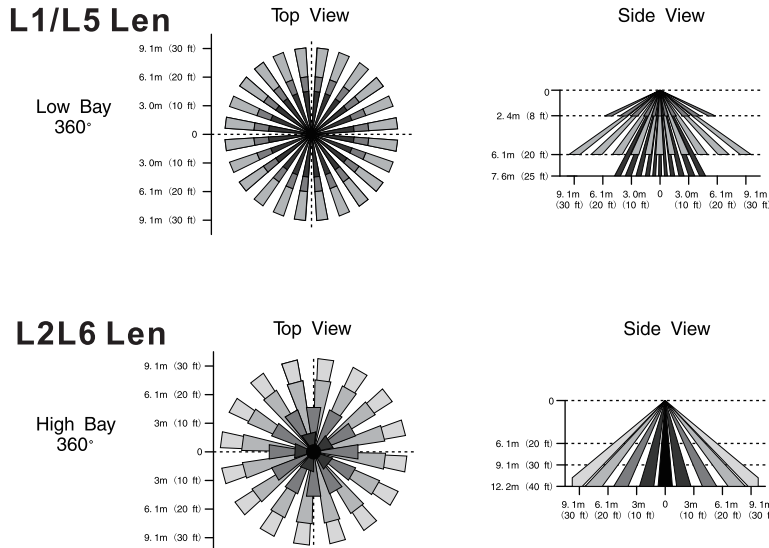 L1/L5 Len
Top View
Side View
9.1m (30 ft)
6.1m (20 ft)
3.0m (10 ft)
0
3.0m (10 ft)
6.1m (20 ft)
9.1m (30 ft)
Low Bay
360°
0
2.4m (8 ft)
6.1m (20 ft)
7.6m (25 ft)
9.1m 6.1m 3.0m 0 3.0m 6.1m 9.1m
(30 ft) (20 ft) (10 ft) (10 ft) (20 ft) (30 ft)
L2L6 Len
Top View
Side View
9.1m (30 ft)
6.1m (20 ft)
3m (10 ft)
0
3m (10 ft)
6.1m (20 ft)
9.1m (30 ft)
High Bay
360°
0
6.1m (20 ft)
9.1m (30 ft)
12.2m (40 ft)
9.1m 6.1m 3m 0 3m 6.1m 9.1m
(30 ft) (20 ft) (10 ft) (10 ft) (20 ft) (30 ft)